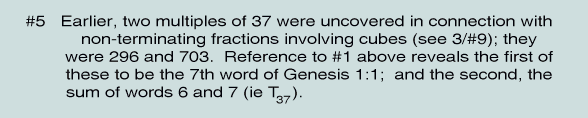 #5 Earlier, two multiples of 37 were uncovered in connection with
non-terminating fractions involving cubes (see 3/#9); they
were 296 and 703. Reference to #1 above reveals the first of
these to be the 7th word of Genesis 1:1; and the second, the
sum of words 6 and 7 (ie T37).